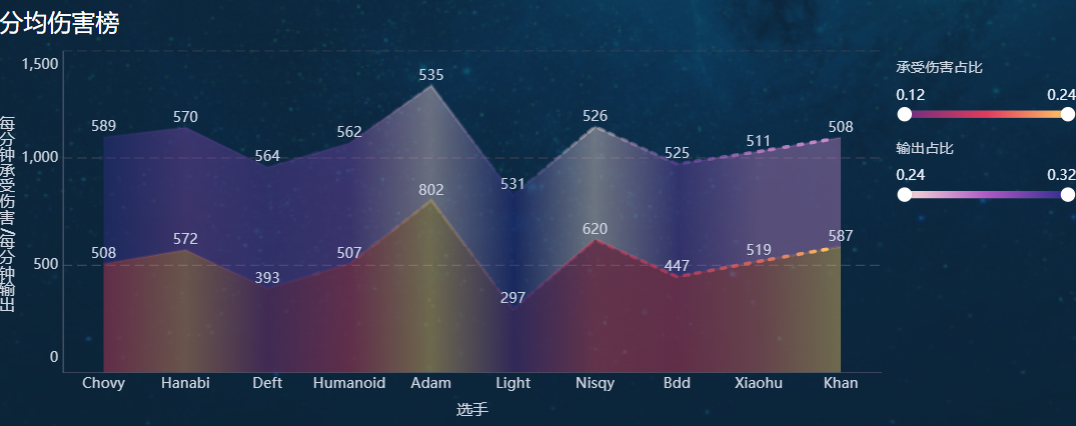 分均伤害榜
每分钟承受伤害/每分钟输出
1,500
1,000
500
0
589 570 564 562 535 531 526 525 511 508
508 572 393 507 802 297 620 447 519 587
Chovy Hanabi Deft Humanoid Adam Light Nisqy Bdd Xiaohu Khan
选手
承受伤害占比
0.12 0.24
输出占比
0.24 0.32